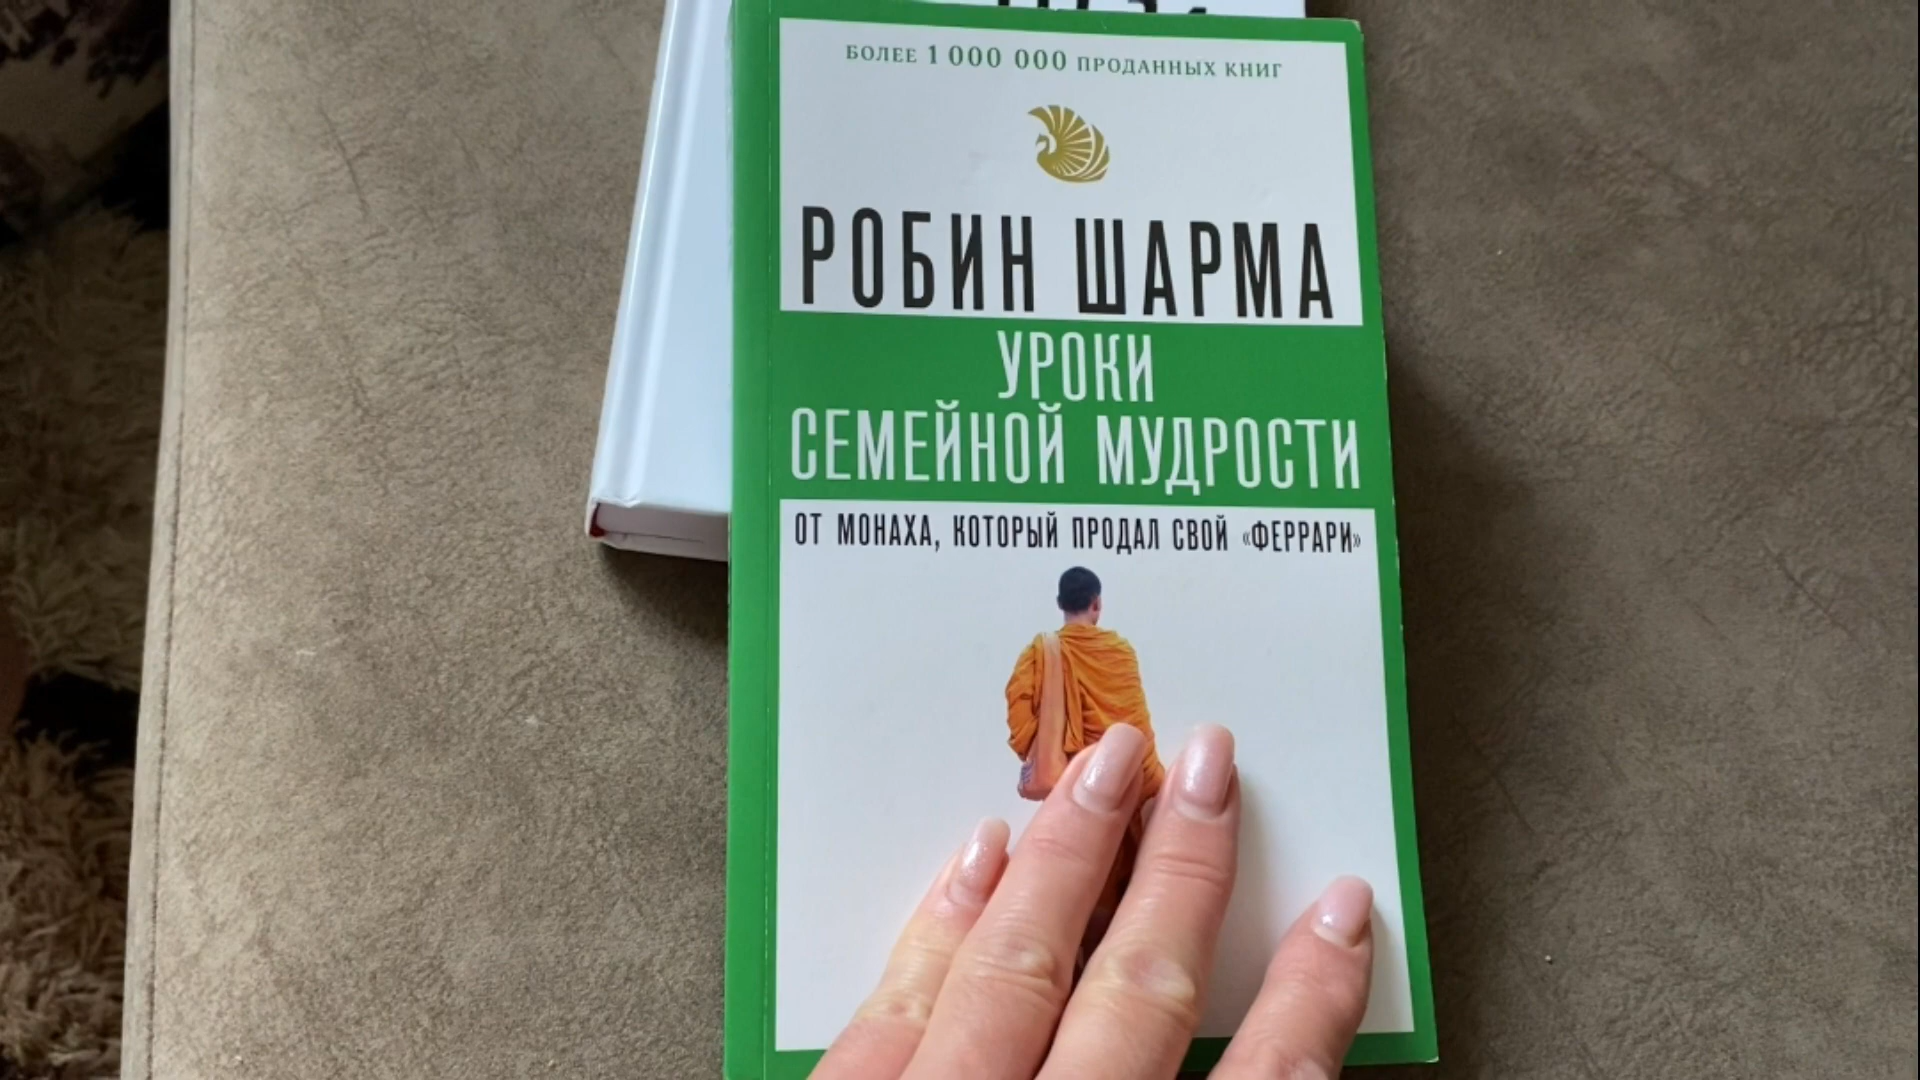 БОЛЕЕ 1 000 000 ПРОДАННЫХ КНИГ
РОБИН ШАРМА
УРОКИ
СЕМЕЙНОЙ МУДРОСТИ
ОТ МОНАХА, КОТОРЫЙ ПРОДАЛ СВОЙ «ФЕРРАРИ»